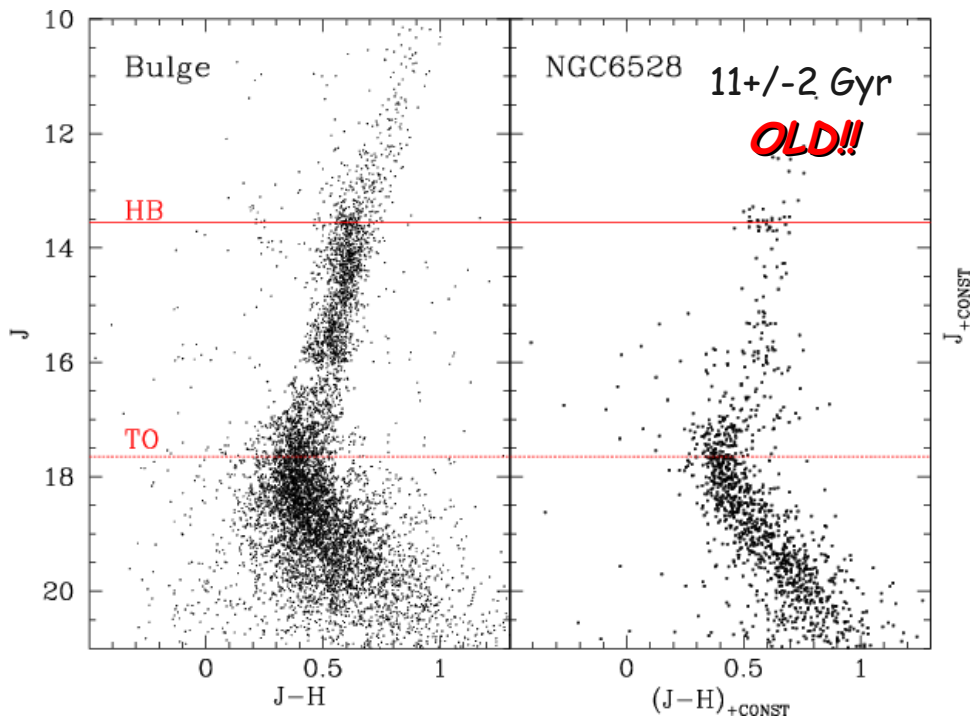 Bulge
NGC6528
11+/-2 Gyr
OLD!!
HB
TO
10
12
14
16
18
20
J
J+CONST
0
0.5
1
0
0.5
1
J−H
(J−H)+CONST